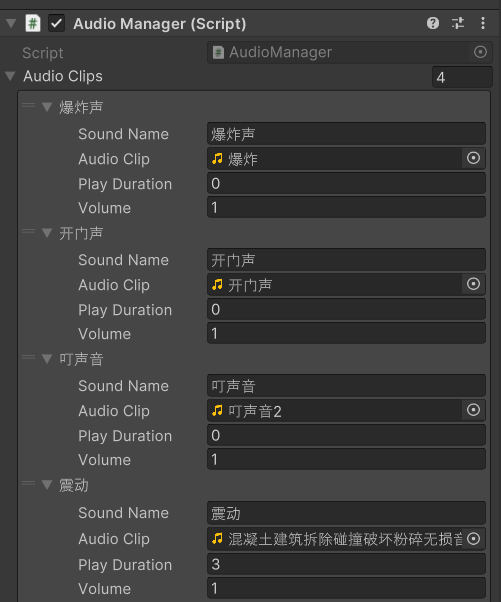 Audio Manager (Script)
Script AudioManager
Audio Clips 4
爆炸声
Sound Name 爆炸声
Audio Clip 爆炸
Play Duration 0
Volume 1
开门声
Sound Name 开门声
Audio Clip 开门声
Play Duration 0
Volume 1
叮声音
Sound Name 叮声音
Audio Clip 叮声音2
Play Duration 0
Volume 1
震动
Sound Name 震动
Audio Clip 混凝土建筑拆除碰撞破坏粉碎无损音
Play Duration 3
Volume 1